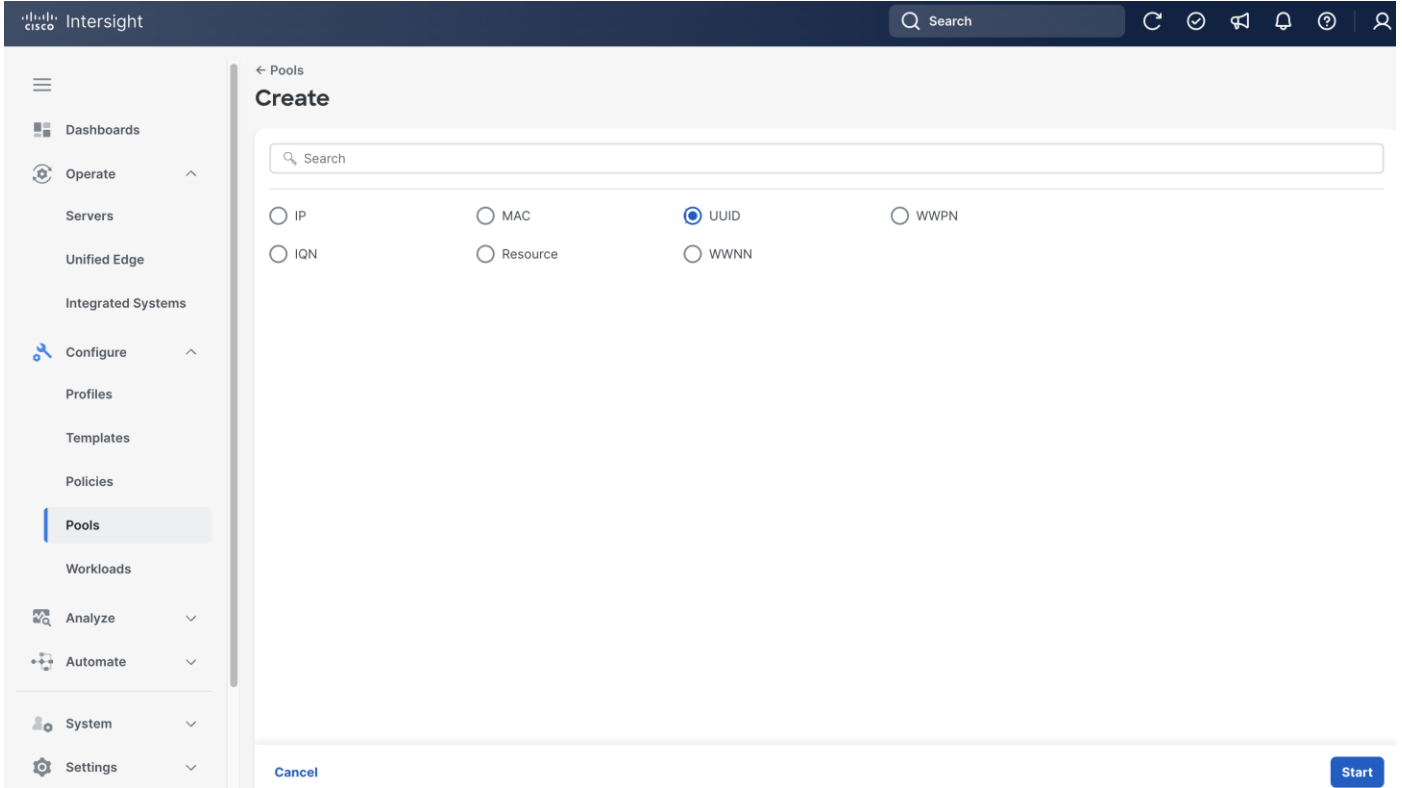 cisco Intersight
Search
← Pools
Create
Dashboards
Operate
Servers
Unified Edge
Integrated Systems
Configure
Profiles
Templates
Policies
Pools
Workloads
Analyze
Automate
System
Settings
Search
IP MAC UUID WWPN
IQN Resource WWNN
Cancel
Start